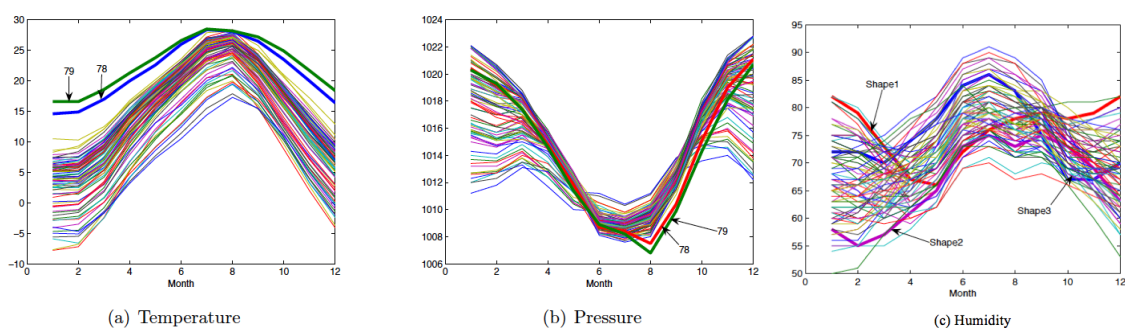 30
25
20
15
10
5
0
−5
−10
0 2 4 6 8 10 12
Month
79
78
(a) Temperature
1024
1022
1020
1018
1016
1014
1012
1010
1008
1006
0 2 4 6 8 10 12
Month
79
78
(b) Pressure
95
90
85
80
75
70
65
60
55
50
0 2 4 6 8 10 12
Month
Shape1
Shape2
Shape3
(c) Humidity